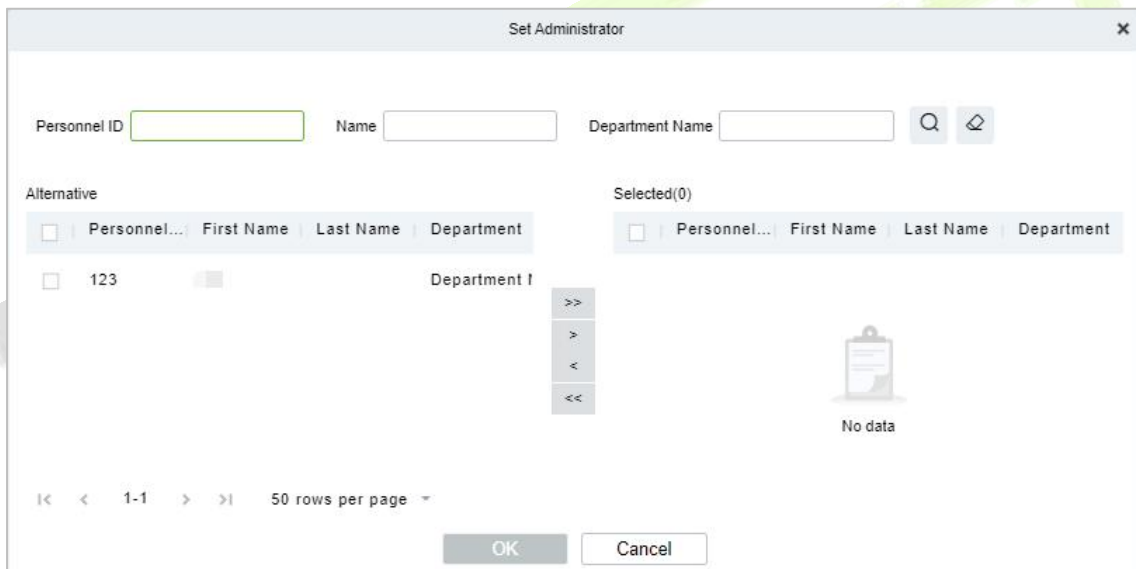 Set Administrator
Personnel ID Name Department Name
Alternative Selected(0)
Personnel... First Name Last Name Department Personnel... First Name Last Name Department
123 Department
>>
>
<
<<
No data
1-1 50 rows per page
OK Cancel